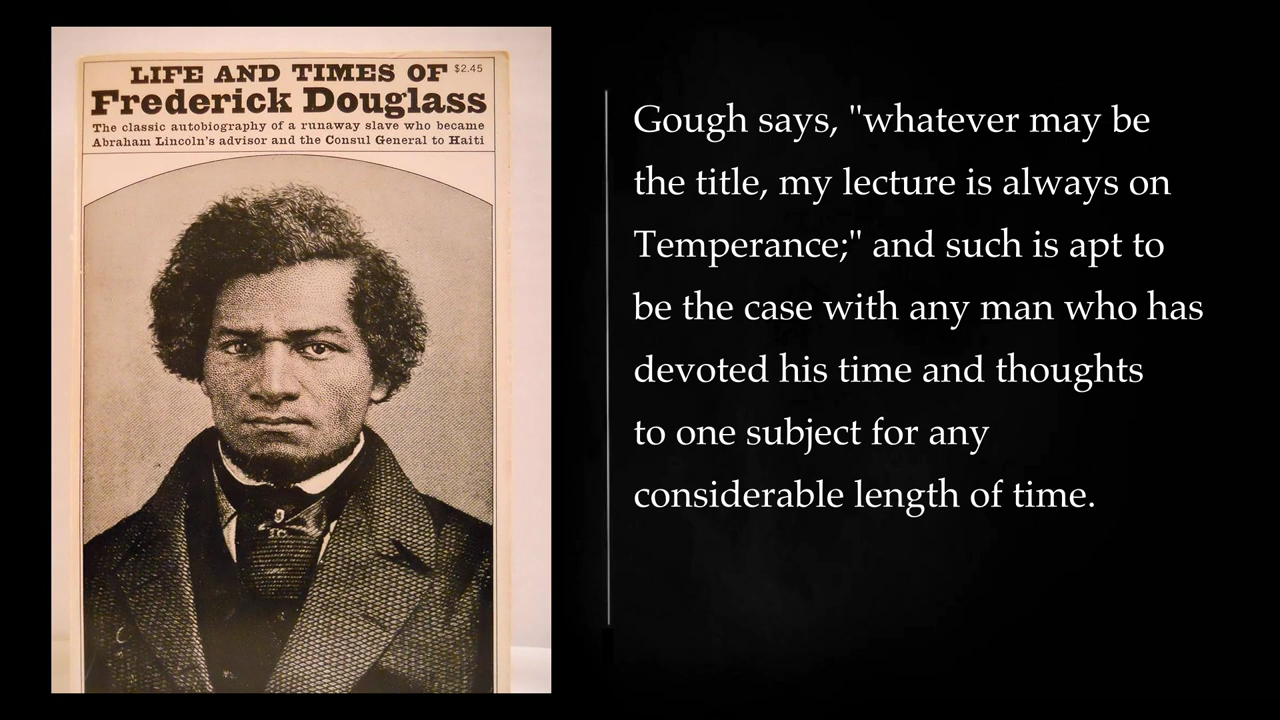 LIFE AND TIMES OF $2.45
Frederick Douglass
The classic autobiography of a runaway slave who became
Abraham Lincoln's advisor and the Consul General to Haiti
Gough says, "whatever may be
the title, my lecture is always on
Temperance;" and such is apt to
be the case with any man who has
devoted his time and thoughts
to one subject for any
considerable length of time.